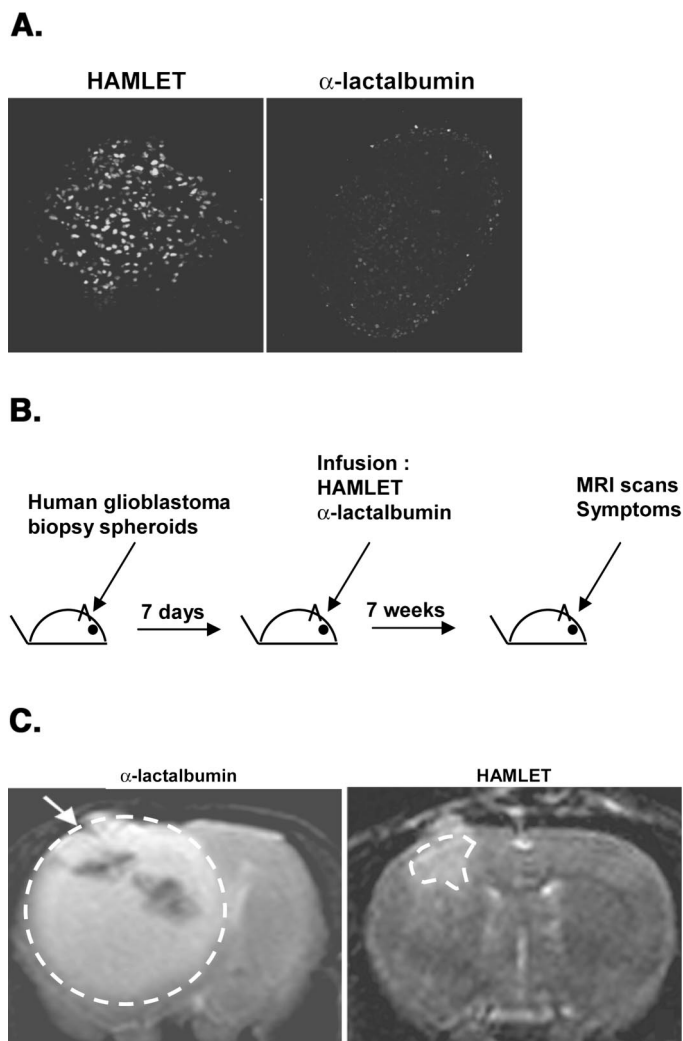 A.
HAMLET
α-lactalbumin
B.
Human glioblastoma
biopsy spheroids
7 days
Infusion :
HAMLET
α-lactalbumin
7 weeks
MRI scans
Symptoms
C.
α-lactalbumin
HAMLET